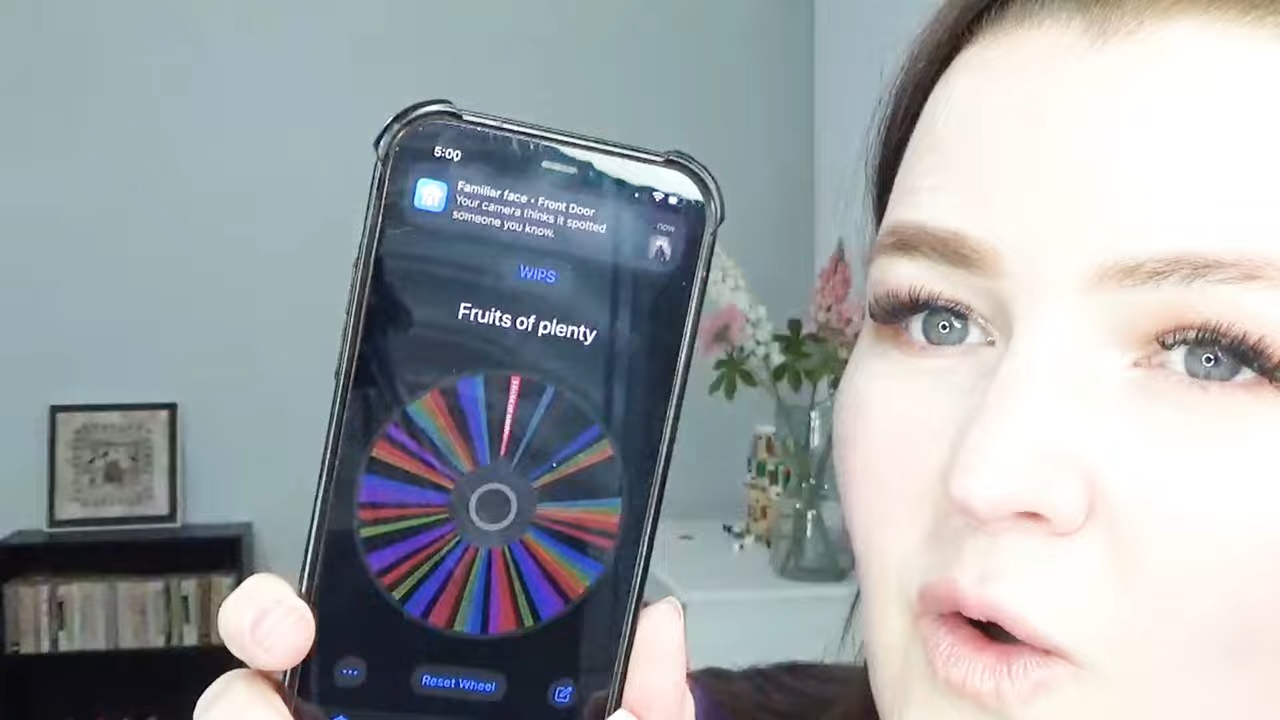 5:00
Familiar face • Front Door
now
Your camera thinks it spotted
someone you know.
WIPS
Fruits of plenty
Reset Wheel